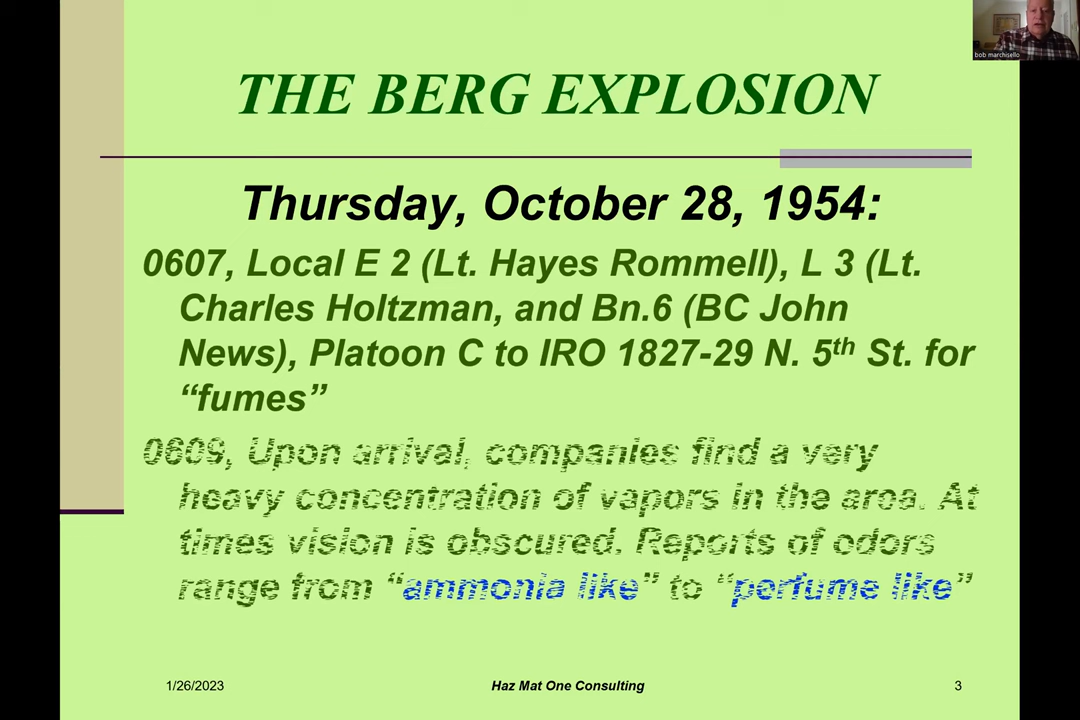 bob marchisello
THE BERG EXPLOSION
Thursday, October 28, 1954:
0607, Local E 2 (Lt. Hayes Rommell), L 3 (Lt.
Charles Holtzman, and Bn.6 (BC John
News), Platoon C to IRO 1827-29 N. 5th St. for
“fumes”
0609, Upon arrival, companies find a very
heavy concentration of vapors in the area. At
times vision is obscured. Reports of odors
range from “ammonia like” to “perfume like”
1/26/2023
Haz Mat One Consulting
3